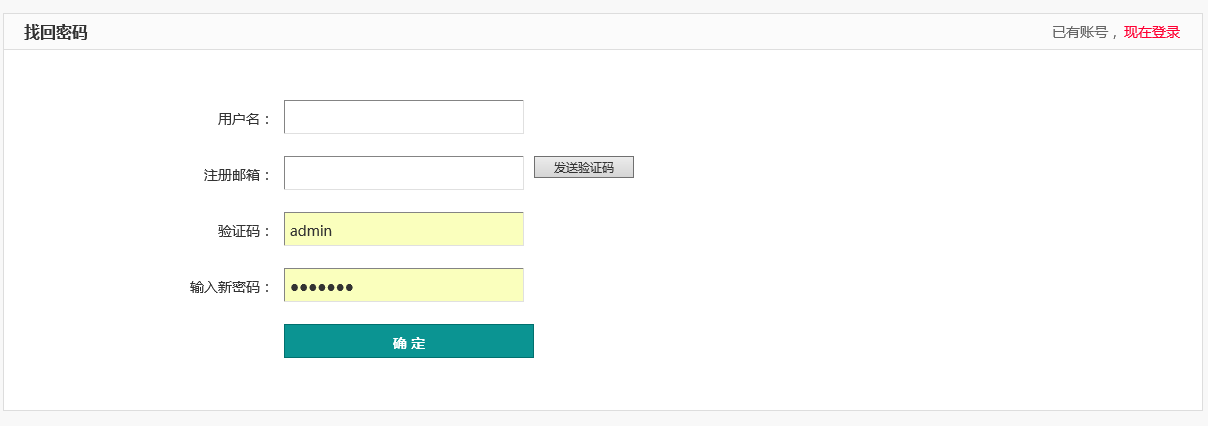 找回密码
已有账号，现在登录
用户名：
注册邮箱：
发送验证码
验证码：
admin
输入新密码：
●●●●●●●
确 定